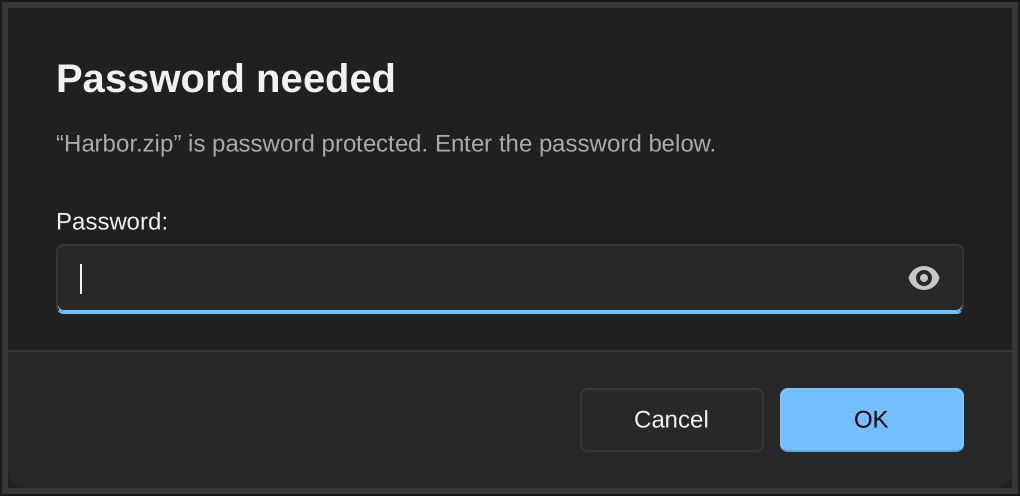 Password needed
“Harbor.zip” is password protected. Enter the password below.
Password:
Cancel
OK